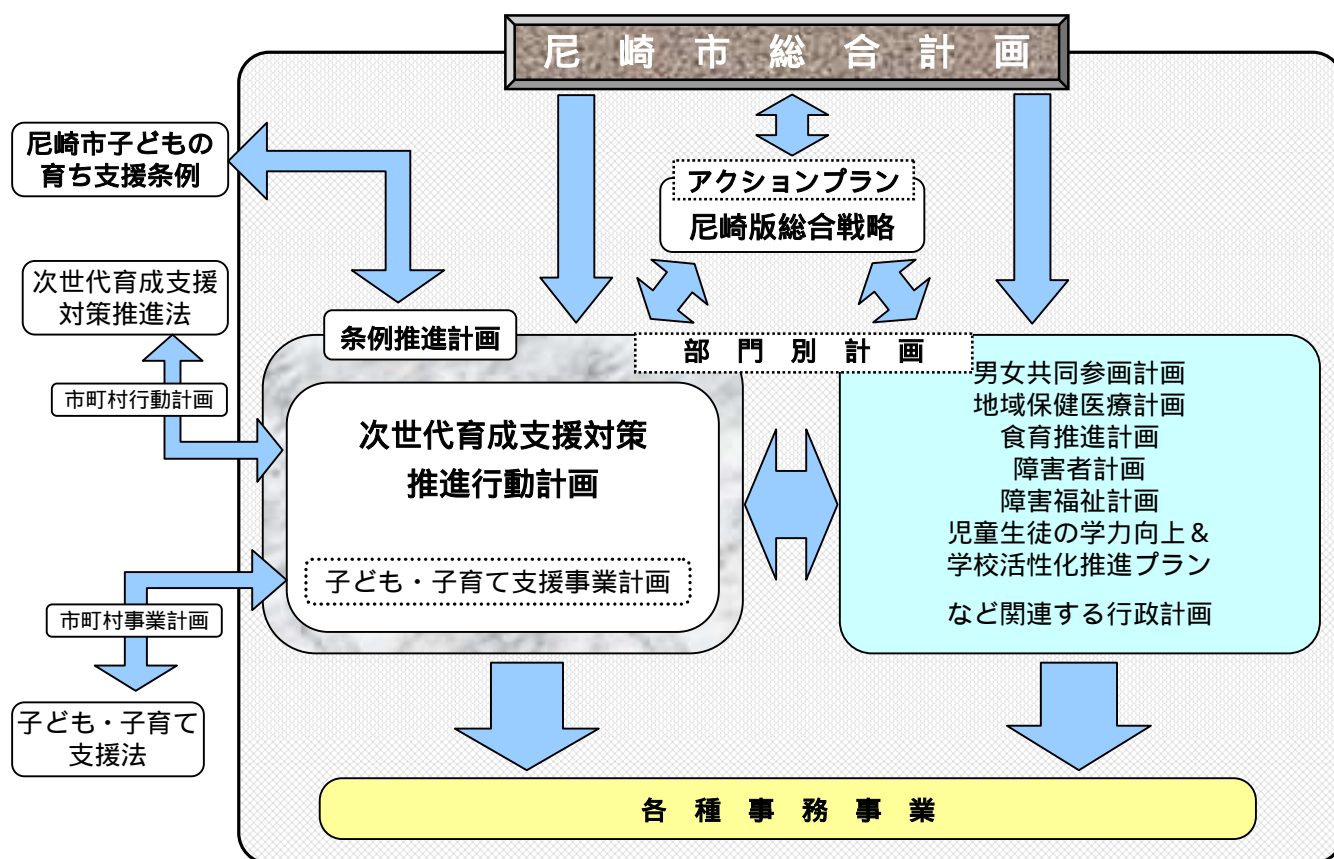 尼崎市総合計画
尼崎市子どもの
育ち支援条例
アクションプラン
尼崎版総合戦略
次世代育成支援
対策推進法
条例推進計画
部門別計画
市町村行動計画
次世代育成支援対策
推進行動計画
子ども・子育て支援事業計画
男女共同参画計画
地域保健医療計画
食育推進計画
障害者計画
障害福祉計画
児童生徒の学力向上&
学校活性化推進プラン
など関連する行政計画
市町村事業計画
子ども・子育て
支援法
各種事務事業